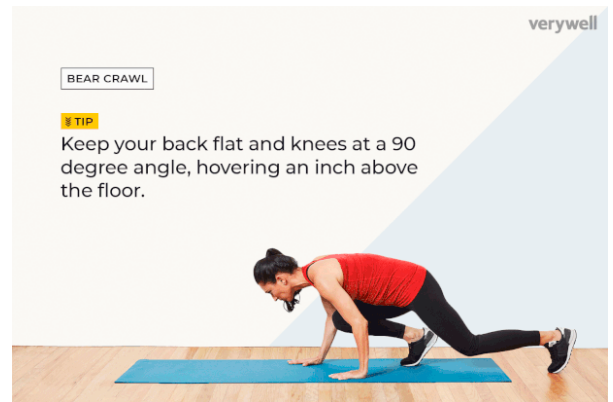 verywell
BEAR CRAWL
TIP
Keep your back flat and knees at a 90
degree angle, hovering an inch above
the floor.